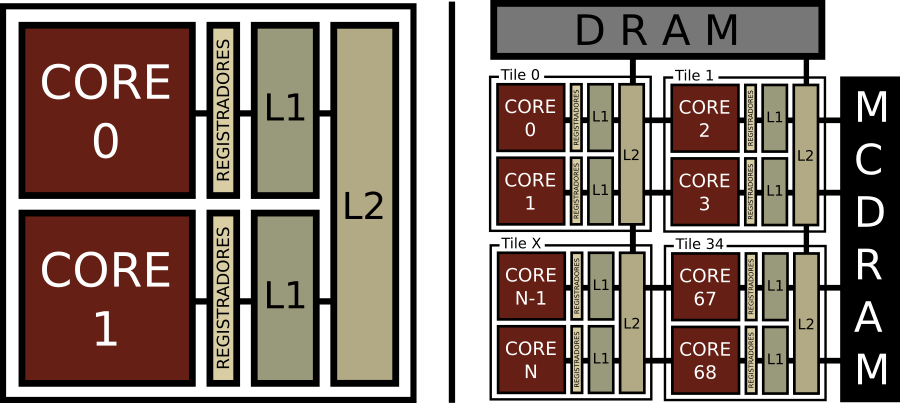 CORE
0
REGISTRADORES
L1
CORE
1
REGISTRADORES
L1
L2
DRAM
Tile 0
CORE
0
REGISTRADORES
L1
CORE
1
REGISTRADORES
L1
L2
Tile 1
CORE
2
REGISTRADORES
L1
CORE
3
REGISTRADORES
L1
L2
Tile X
CORE
N-1
REGISTRADORES
L1
CORE
N
REGISTRADORES
L1
L2
Tile 34
CORE
67
REGISTRADORES
L1
CORE
68
REGISTRADORES
L1
L2
MCDRAM